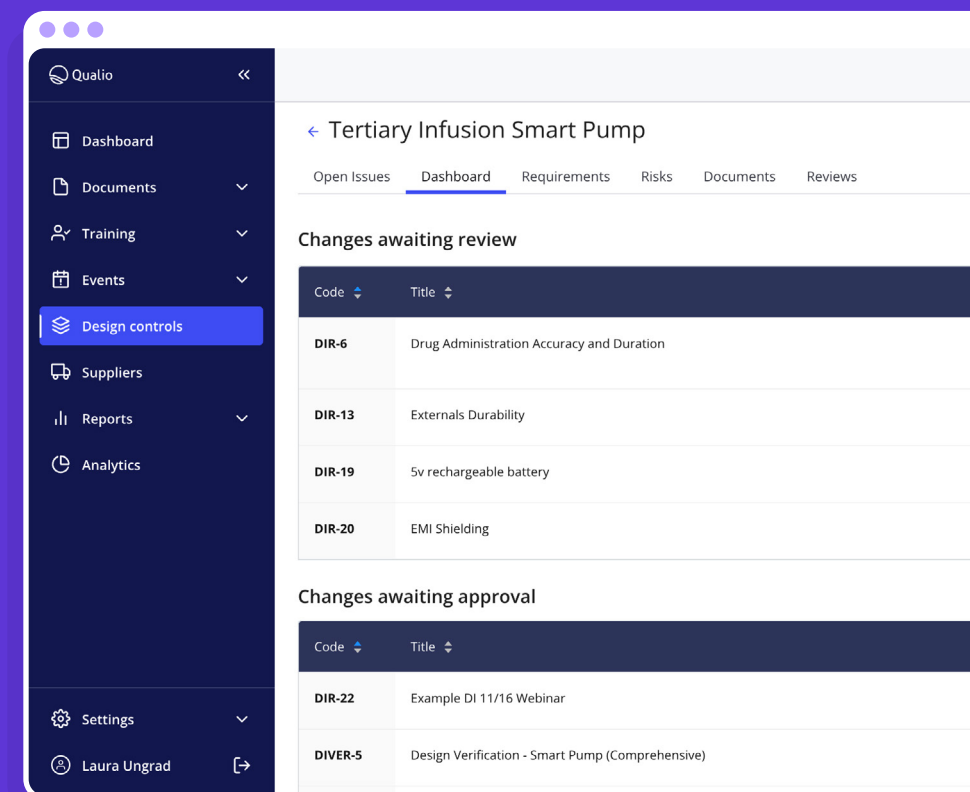 Qualio
Dashboard
Documents
Training
Events
Design controls
Suppliers
Reports
Analytics
Settings
Laura Ungrad
Tertiary Infusion Smart Pump
Open Issues Dashboard Requirements Risks Documents Reviews
Changes awaiting review
Code Title
DIR-6 Drug Administration Accuracy and Duration
DIR-13 Externals Durability
DIR-19 5v rechargeable battery
DIR-20 EMI Shielding
Changes awaiting approval
Code Title
DIR-22 Example DI 11/16 Webinar
DIVER-5 Design Verification - Smart Pump (Comprehensive)